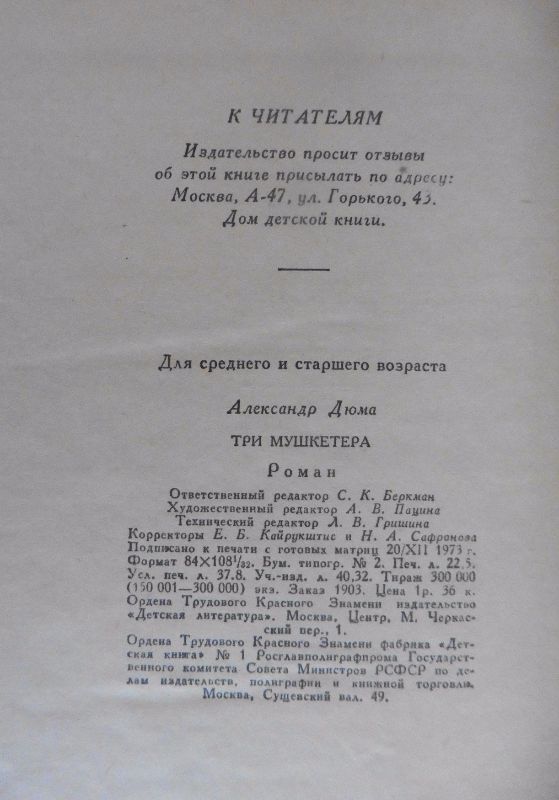 К ЧИТАТЕЛЯМ
Издательство просит отзывы
об этой книге присылать по адресу:
Москва, А-47, ул. Горького, 43.
Дом детской книги.
Для среднего и старшего возраста
Александр Дюма
ТРИ МУШКЕТЕРА
Роман
Ответственный редактор С. К. Беркман
Художественный редактор А. В. Пацина
Технический редактор Л. В. Гришина
Корректоры Е. Б. Кайрукштис и Н. А. Сафронова
Подписано к печати с готовых матриц 20/XII 1973 г.
Формат 84×108¹/₃₂. Бум. типогр. № 2. Печ. л. 22,5.
Усл. печ. л. 37.8. Уч.-изд. л. 40,32. Тираж 300 000
(150 001—300 000) экз. Заказ 1903. Цена 1р. 36 к.
Ордена Трудового Красного Знамени издательство
«Детская литература». Москва, Центр, М. Черкас-
ский пер., 1.
Ордена Трудового Красного Знамени фабрика «Дет-
ская книга» № 1 Росглавполиграфпрома Государст-
венного комитета Совета Министров РСФСР по де-
лам издательств, полиграфии и книжной торговли.
Москва, Сущевский вал. 49.